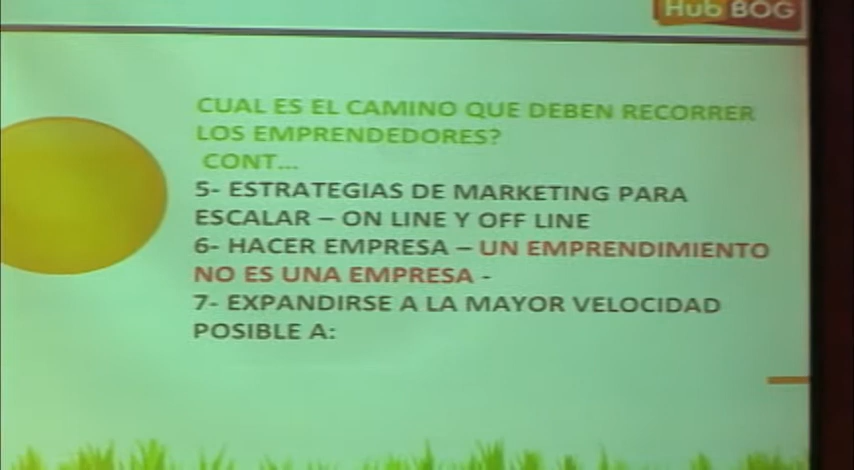 Hub BOG
CUAL ES EL CAMINO QUE DEBEN RECORRER
LOS EMPRENDEDORES?
CONT...
5- ESTRATEGIAS DE MARKETING PARA
ESCALAR – ON LINE Y OFF LINE
6- HACER EMPRESA – UN EMPRENDIMIENTO
NO ES UNA EMPRESA -
7- EXPANDIRSE A LA MAYOR VELOCIDAD
POSIBLE A: